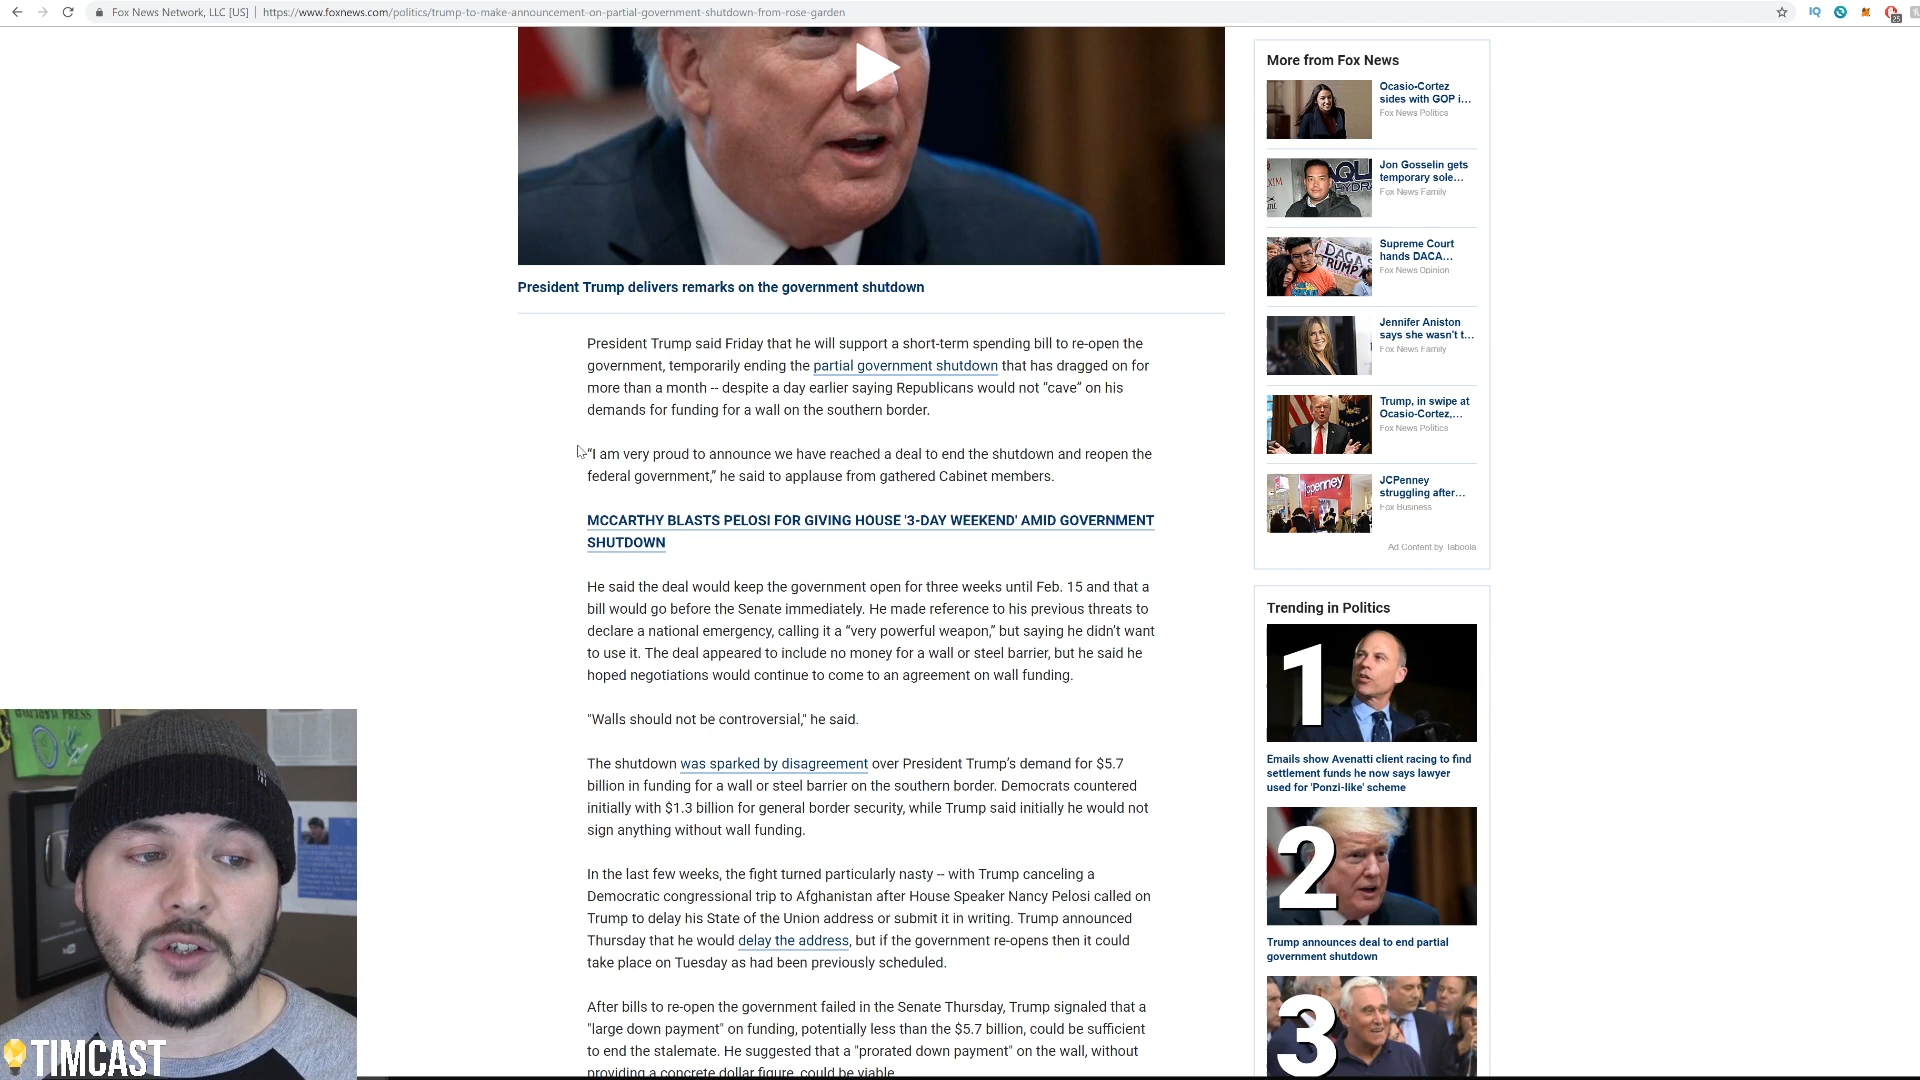 Fox News Network, LLC [US] | https://www.foxnews.com/politics/trump-to-make-announcement-on-partial-government-shutdown-from-rose-garden
President Trump delivers remarks on the government shutdown
President Trump said Friday that he will support a short-term spending bill to re-open the
government, temporarily ending the partial government shutdown that has dragged on for
more than a month -- despite a day earlier saying Republicans would not “cave” on his
demands for funding for a wall on the southern border.
“I am very proud to announce we have reached a deal to end the shutdown and reopen the
federal government,” he said to applause from gathered Cabinet members.
MCCARTHY BLASTS PELOSI FOR GIVING HOUSE '3-DAY WEEKEND' AMID GOVERNMENT
SHUTDOWN
He said the deal would keep the government open for three weeks until Feb. 15 and that a
bill would go before the Senate immediately. He made reference to his previous threats to
declare a national emergency, calling it a “very powerful weapon,” but saying he didn't want
to use it. The deal appeared to include no money for a wall or steel barrier, but he said he
hoped negotiations would continue to come to an agreement on wall funding.
"Walls should not be controversial," he said.
The shutdown was sparked by disagreement over President Trump’s demand for $5.7
billion in funding for a wall or steel barrier on the southern border. Democrats countered
initially with $1.3 billion for general border security, while Trump said initially he would not
sign anything without wall funding.
In the last few weeks, the fight turned particularly nasty -- with Trump canceling a
Democratic congressional trip to Afghanistan after House Speaker Nancy Pelosi called on
Trump to delay his State of the Union address or submit it in writing. Trump announced
Thursday that he would delay the address, but if the government re-opens then it could
take place on Tuesday as had been previously scheduled.
After bills to re-open the government failed in the Senate Thursday, Trump signaled that a
"large down payment" on funding, potentially less than the $5.7 billion, could be sufficient
to end the stalemate. He suggested that a "prorated down payment" on the wall, without
providing a concrete dollar figure, could be viable
More from Fox News
Ocasio-Cortez
sides with GOP i...
Fox News Politics
Jon Gosselin gets
temporary sole...
Fox News Family
Supreme Court
hands DACA...
Fox News Opinion
Jennifer Aniston
says she wasn't t...
Fox News Family
Trump, in swipe at
Ocasio-Cortez,...
Fox News Politics
jcpenney
JCPenney
struggling after...
Fox Business
Ad Content by Taboola
Trending in Politics
1
Emails show Avenatti client racing to find
settlement funds he now says lawyer
used for 'Ponzi-like' scheme
2
Trump announces deal to end partial
government shutdown
3
PRESS
TIMCAST